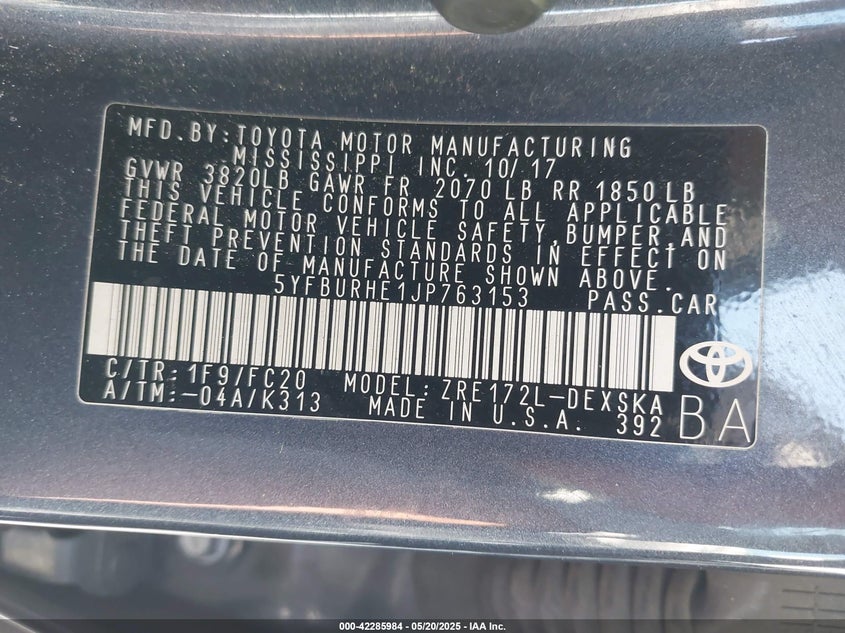 MFD.BY:TOYOTA MOTOR MANUFACTURING
MISSISSIPPI INC. 10/17
GVWR 3820LB GAWR FR 2070 LB RR 1850LB
THIS VEHICLE CONFORMS TO ALL APPLICABLE
FEDERAL MOTOR VEHICLE SAFETY,BUMPER,AND
THEFT PREVENTION STANDARDS IN EFFECT ON
THE DATE OF MANUFACTURE SHOWN ABOVE.
5YFBURHE1JP763153 PASS.CAR
C/TR:1F9/FC20 MODEL:ZRE172L-DEXSKA
A/TM:-04A/K313 MADE IN U.S.A. 392
BA
000-42285984 — 05/20/2025 — IAA Inc.